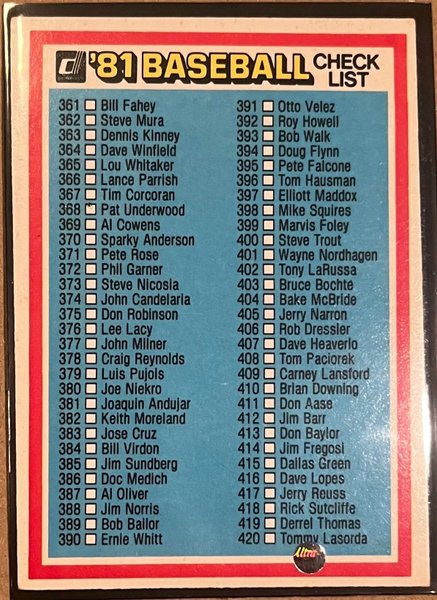 '81 BASEBALL CHECK LIST
361 Bill Fahey
362 Steve Mura
363 Dennis Kinney
364 Dave Winfield
365 Lou Whitaker
366 Lance Parrish
367 Tim Corcoran
368 Pat Underwood
369 Al Cowens
370 Sparky Anderson
371 Pete Rose
372 Phil Garner
373 Steve Nicosia
374 John Candelaria
375 Don Robinson
376 Lee Lacy
377 John Milner
378 Craig Reynolds
379 Luis Pujols
380 Joe Niekro
381 Joaquin Andujar
382 Keith Moreland
383 Jose Cruz
384 Bill Virdon
385 Jim Sundberg
386 Doc Medich
387 Al Oliver
388 Jim Norris
389 Bob Bailor
390 Ernie Whitt
391 Otto Velez
392 Roy Howell
393 Bob Walk
394 Doug Flynn
395 Pete Falcone
396 Tom Hausman
397 Elliott Maddox
398 Mike Squires
399 Marvis Foley
400 Steve Trout
401 Wayne Nordhagen
402 Tony LaRussa
403 Bruce Bochte
404 Bake McBride
405 Jerry Narron
406 Rob Dressler
407 Dave Heaverlo
408 Tom Paciorek
409 Carney Lansford
410 Brian Downing
411 Don Aase
412 Jim Barr
413 Don Baylor
414 Jim Fregosi
415 Dallas Green
416 Dave Lopes
417 Jerry Reuss
418 Rick Sutcliffe
419 Derrel Thomas
420 Tommy Lasorda
Ultra